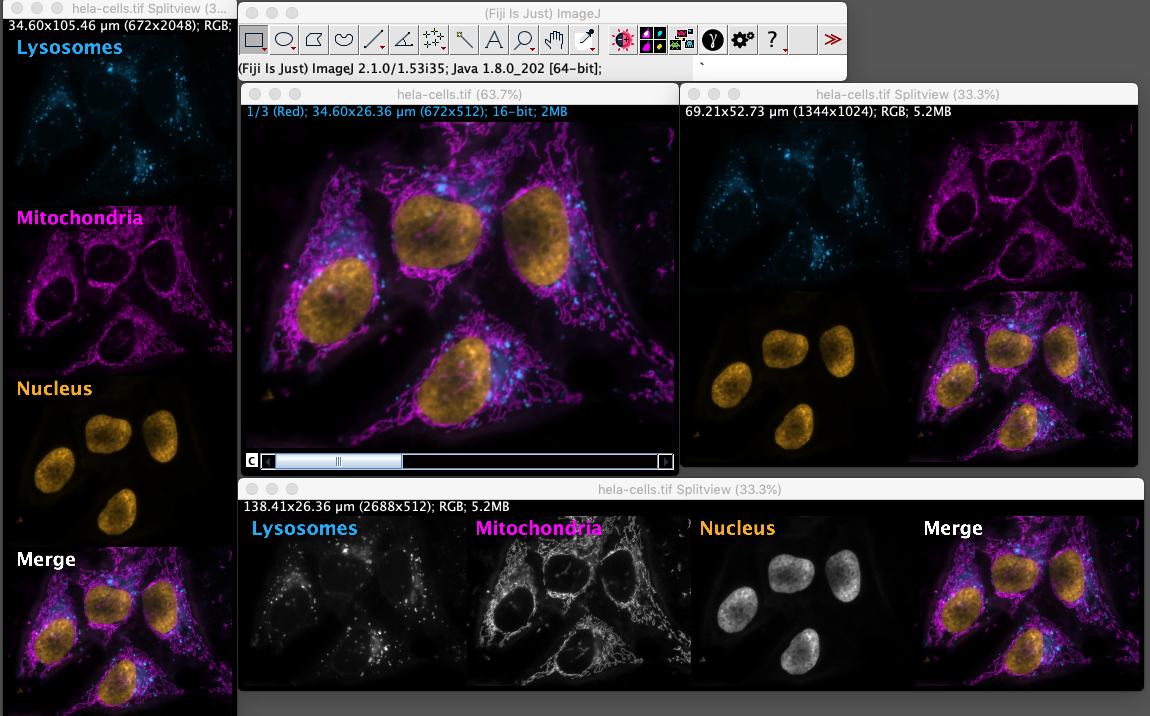 hela-cells.tif Splitview (3...
34.60x105.46 µm (672x2048); RGB;
Lysosomes
Mitochondria
Nucleus
Merge
(Fiji Is Just) ImageJ
A
γ
?
≫
(Fiji Is Just) ImageJ 2.1.0/1.53i35; Java 1.8.0_202 [64-bit];
`
hela-cells.tif (63.7%)
1/3 (Red); 34.60x26.36 µm (672x512); 16-bit; 2MB
C
hela-cells.tif Splitview (33.3%)
69.21x52.73 µm (1344x1024); RGB; 5.2MB
hela-cells.tif Splitview (33.3%)
138.41x26.36 µm (2688x512); RGB; 5.2MB
Lysosomes Mitochondria Nucleus Merge